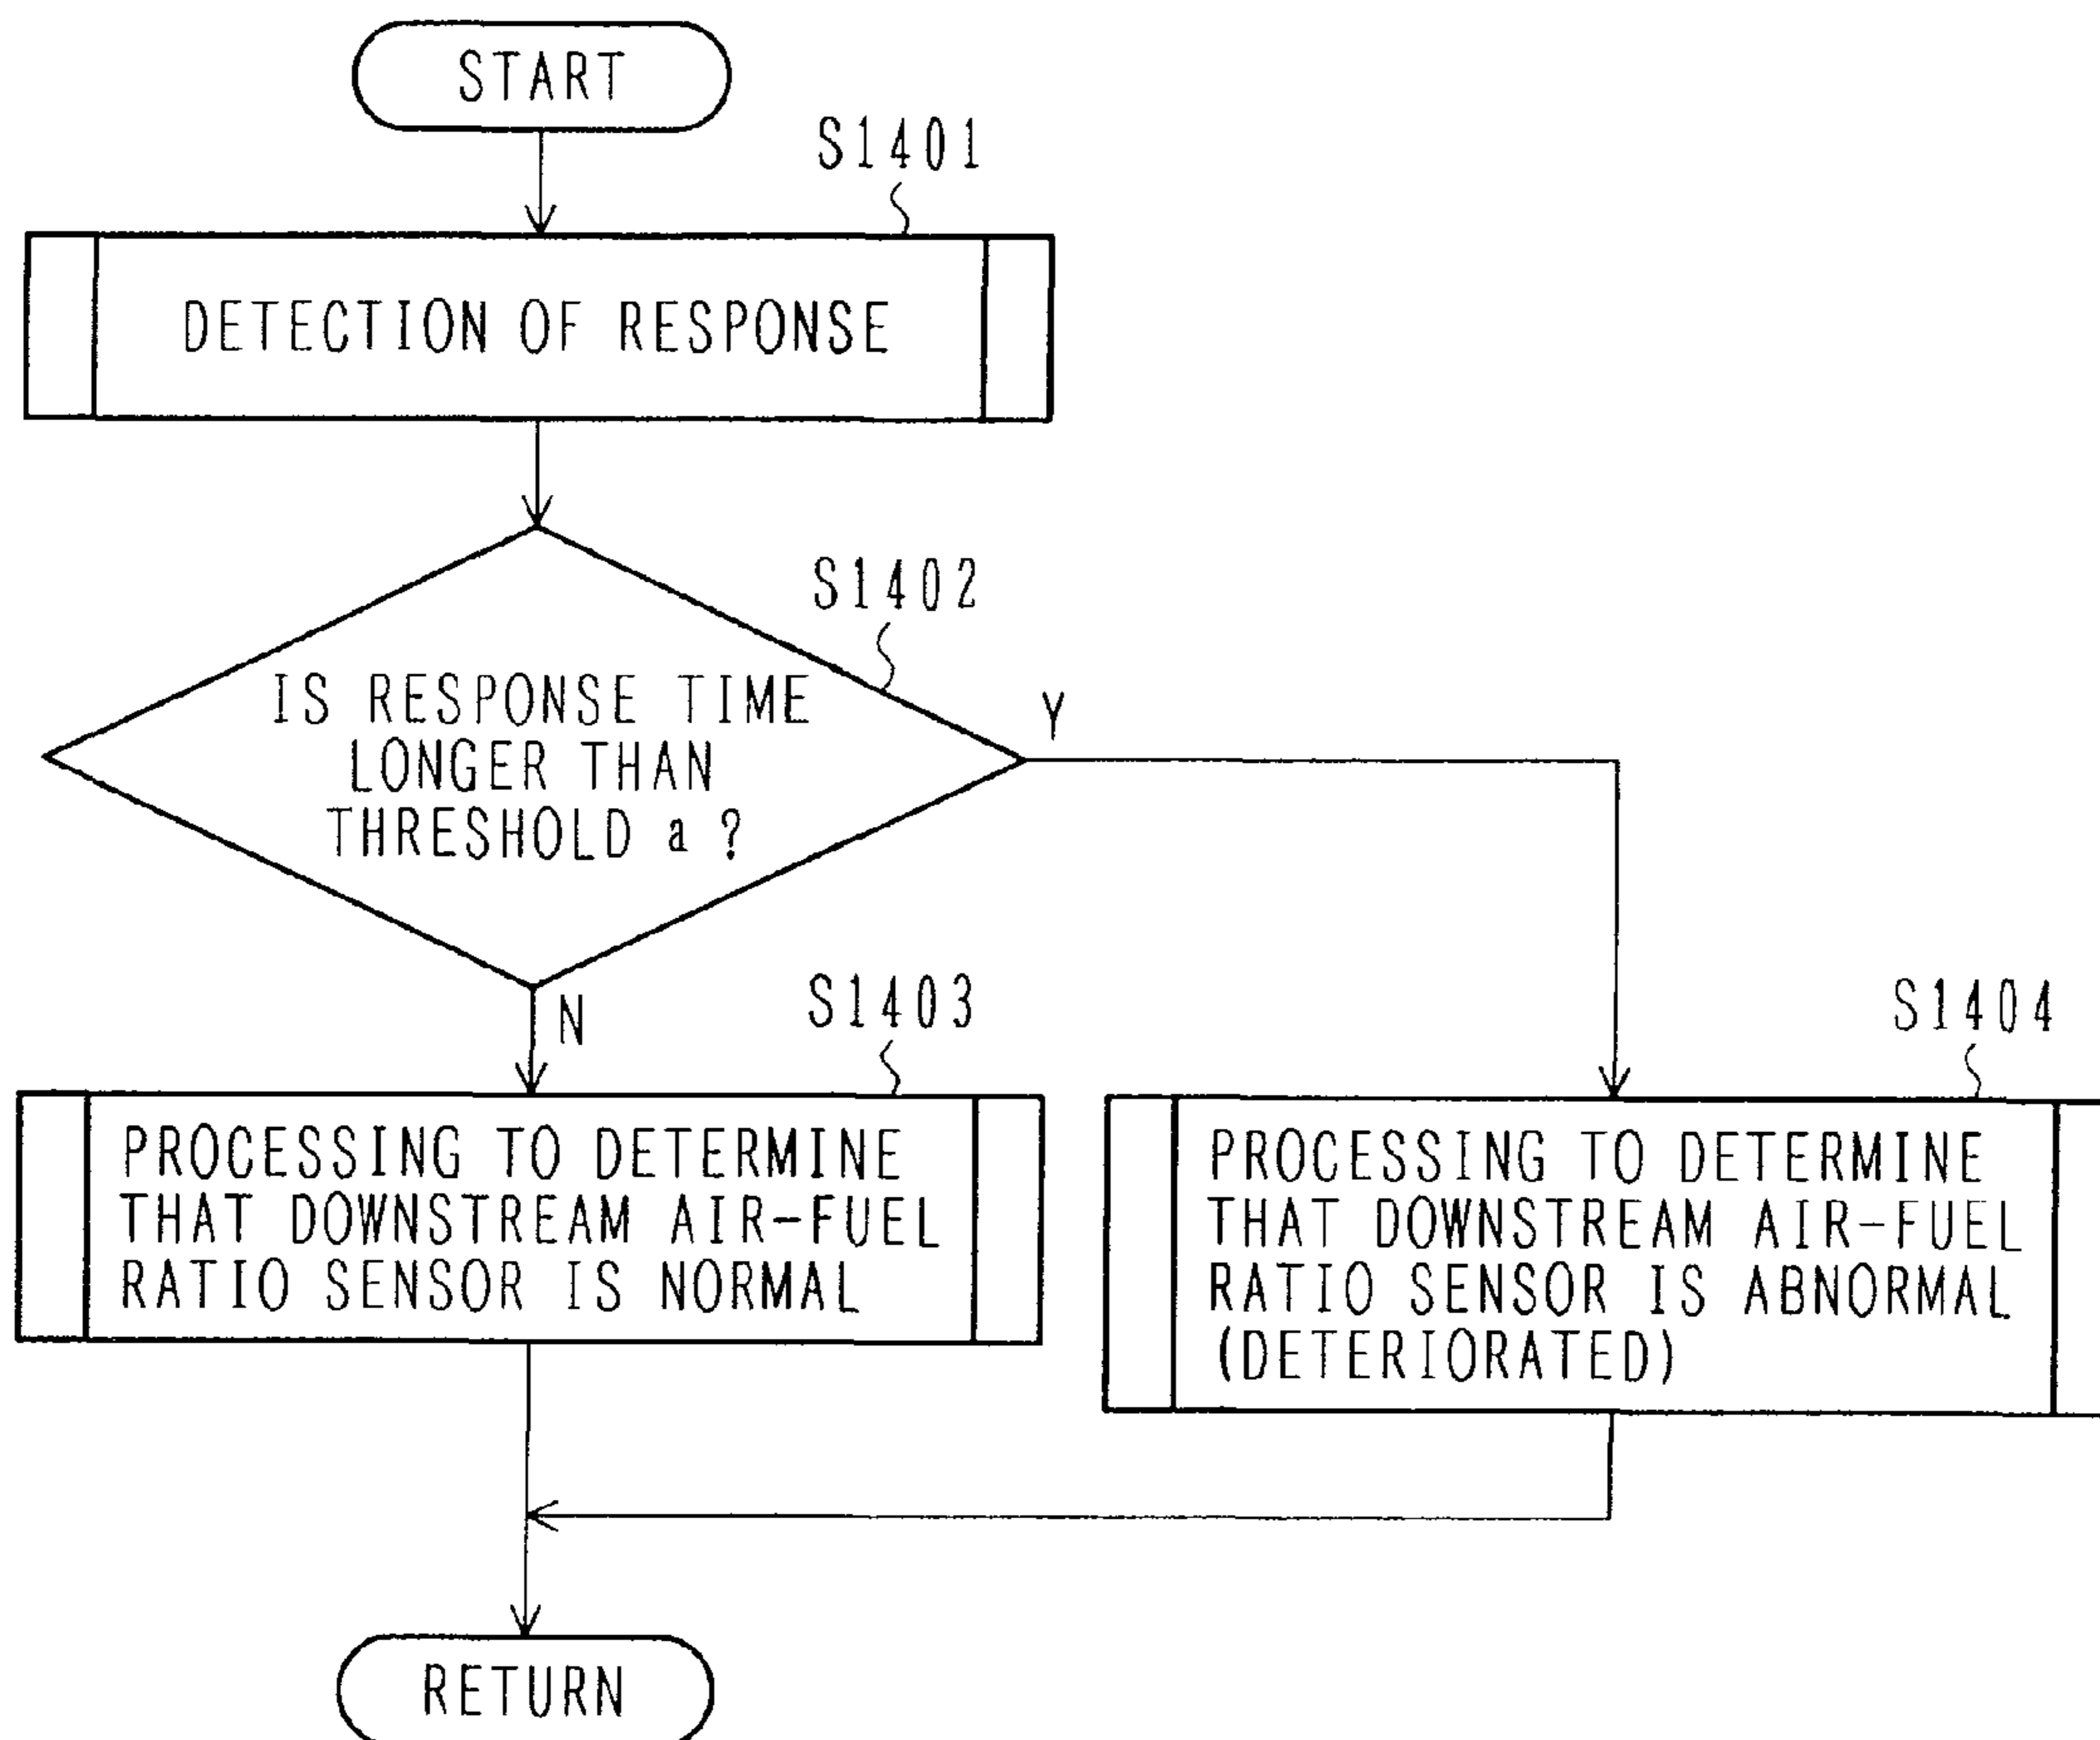 START
S1401
DETECTION OF RESPONSE
S1402
IS RESPONSE TIME
LONGER THAN
THRESHOLD a ?
Y
N
S1403
PROCESSING TO DETERMINE
THAT DOWNSTREAM AIR-FUEL
RATIO SENSOR IS NORMAL
S1404
PROCESSING TO DETERMINE
THAT DOWNSTREAM AIR-FUEL
RATIO SENSOR IS ABNORMAL
(DETERIORATED)
RETURN